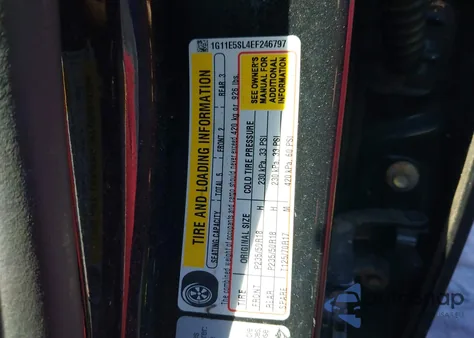 1G11E5SL4EF246797
TIRE AND LOADING INFORMATION
SEATING CAPACITY TOTAL 5 FRONT 2 REAR 3
The combined weight of occupants and cargo should never exceed 420 kg or 926 lbs.
TIRE ORIGINAL SIZE COLD TIRE PRESSURE
FRONT P235/50R18 H 230 kPa, 33 PSI
REAR P235/50R18 H 230 kPa, 33 PSI
SPARE T125/70R17 M 420 kPa, 60 PSI
SEE OWNER'S
MANUAL FOR
ADDITIONAL
INFORMATION